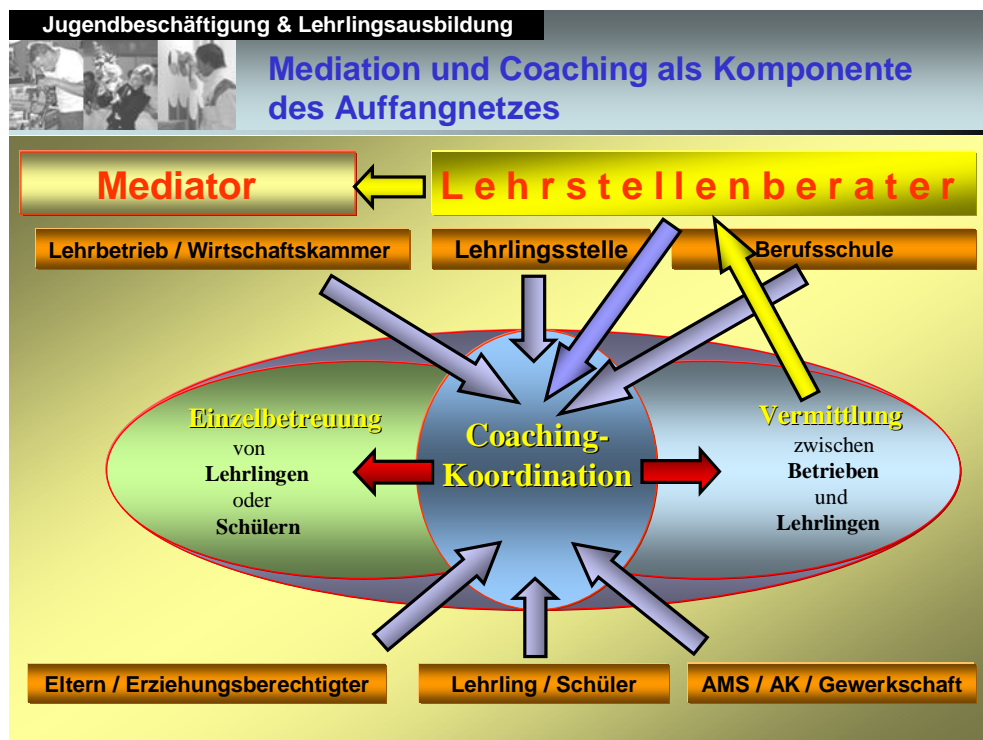 Jugendbeschäftigung & Lehrlingsausbildung
Mediation und Coaching als Komponente
des Auffangnetzes
Mediator
Lehrstellenberater
Lehrbetrieb / Wirtschaftskammer
Lehrlingsstelle
Berufsschule
Einzelbetreuung
von
Lehrlingen
oder
Schülern
Coaching-
Koordination
Vermittlung
zwischen
Betrieben
und
Lehrlingen
Eltern / Erziehungsberechtigter
Lehrling / Schüler
AMS / AK / Gewerkschaft